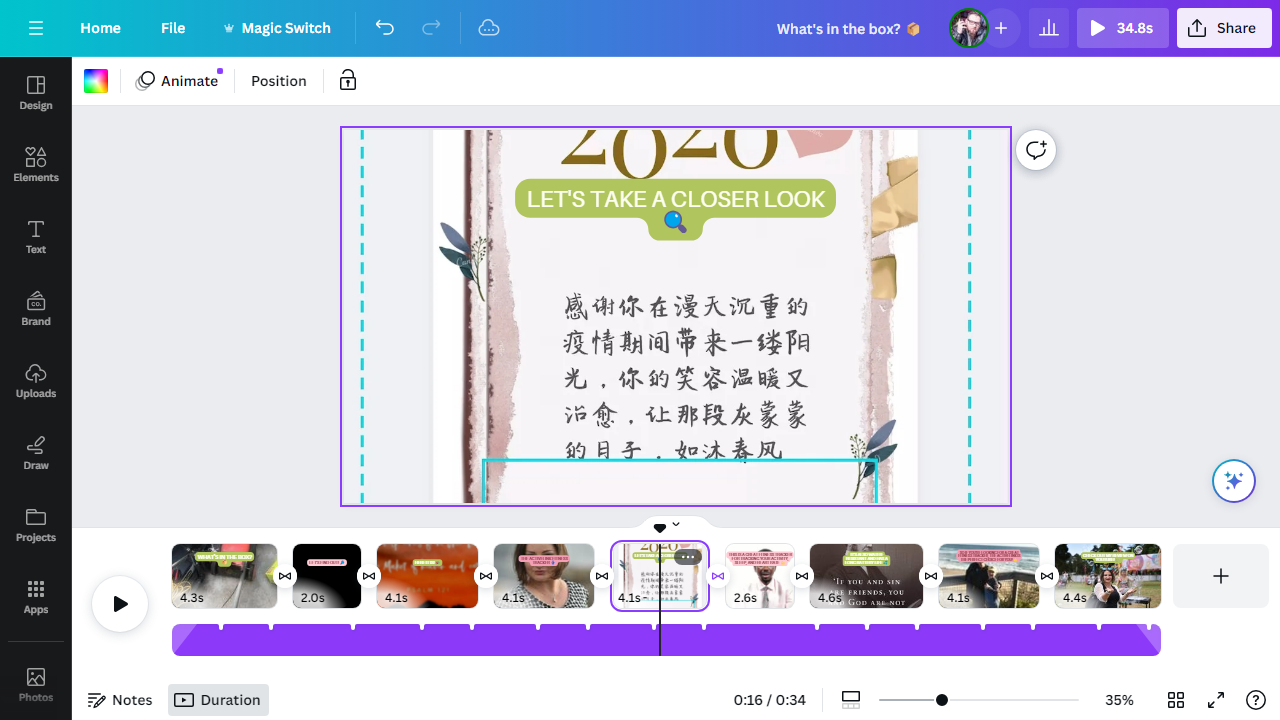 Home
File
Magic Switch
What's in the box? 📦
34.8s
Share
Animate
Position
Design
Elements
Text
CO.
Brand
Uploads
Draw
Projects
Apps
Photos
2020
LET'S TAKE A CLOSER LOOK
🔍
感谢你在漫天沉重的
疫情期间带来一缕阳
光，你的笑容温暖又
治愈，让那段灰蒙蒙
的日子，如沐春风
4.3s
2.0s
4.1s
4.1s
4.1s
2.6s
4.6s
4.1s
4.4s
"IF YOU AND SIN
ARE FRIENDS, YOU
AND GOD ARE NOT
Notes
Duration
0:16 / 0:34
35%